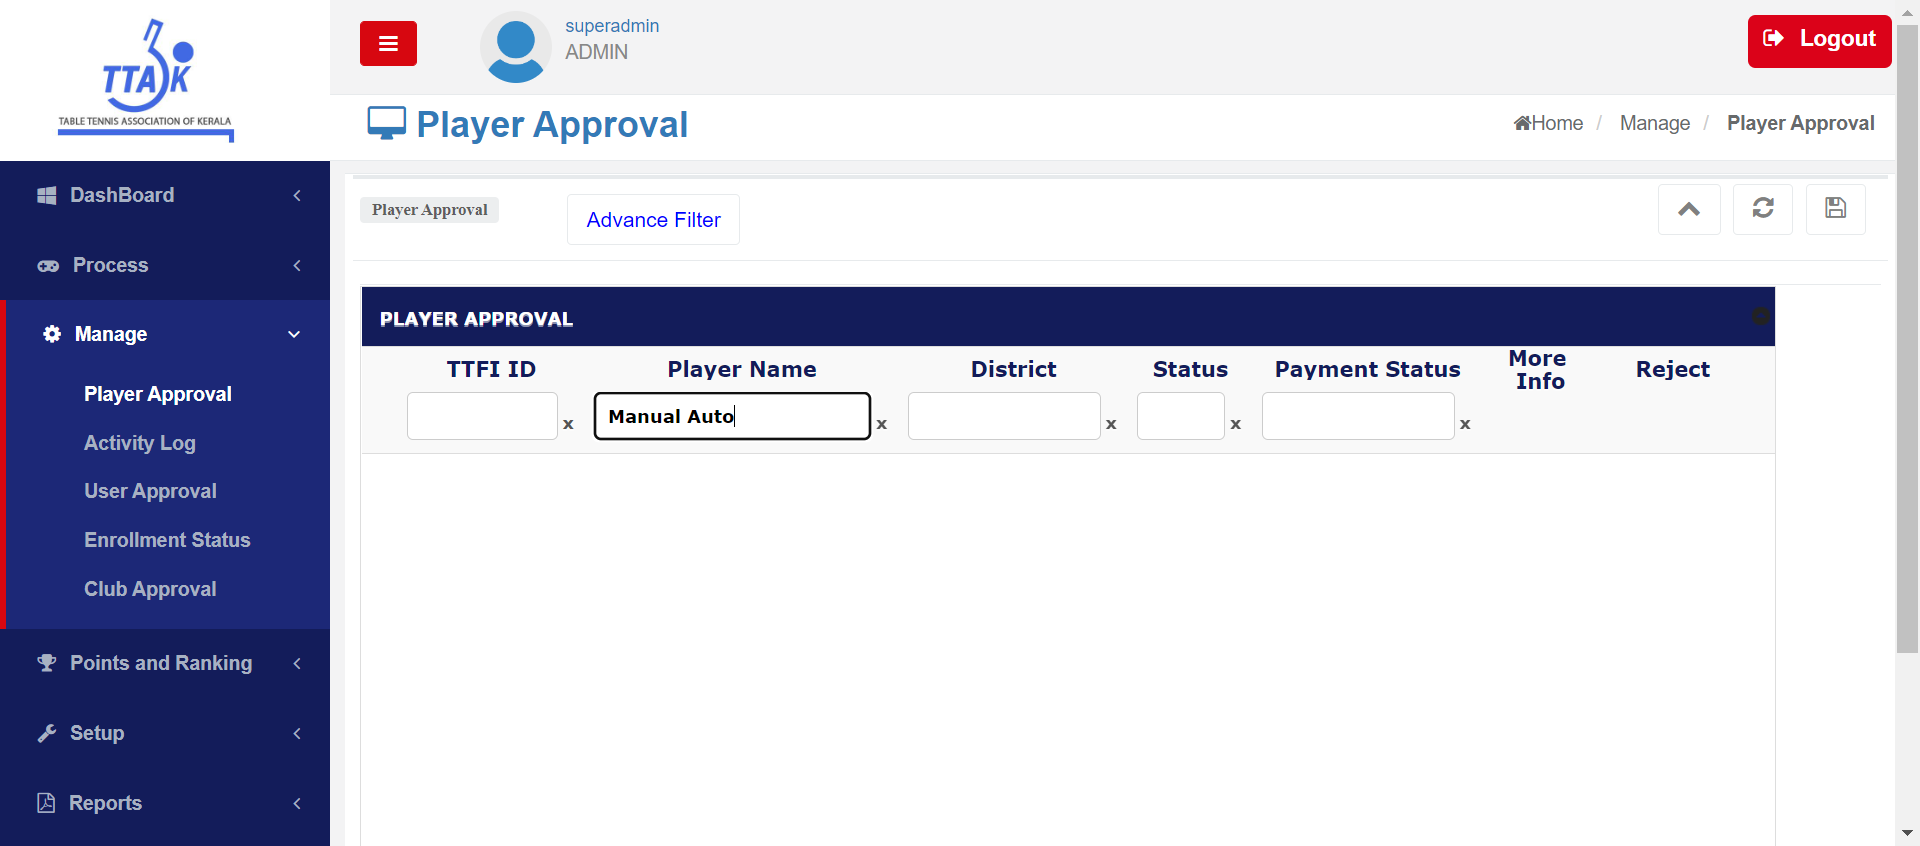 TTAK
TABLE TENNIS ASSOCIATION OF KERALA
superadmin
ADMIN
Logout
Player Approval
Home / Manage / Player Approval
DashBoard
Process
Manage
Player Approval
Activity Log
User Approval
Enrollment Status
Club Approval
Points and Ranking
Setup
Reports
Player Approval
Advance Filter
PLAYER APPROVAL
TTFI ID Player Name District Status Payment Status More Info Reject
x Manual Auto x x x x